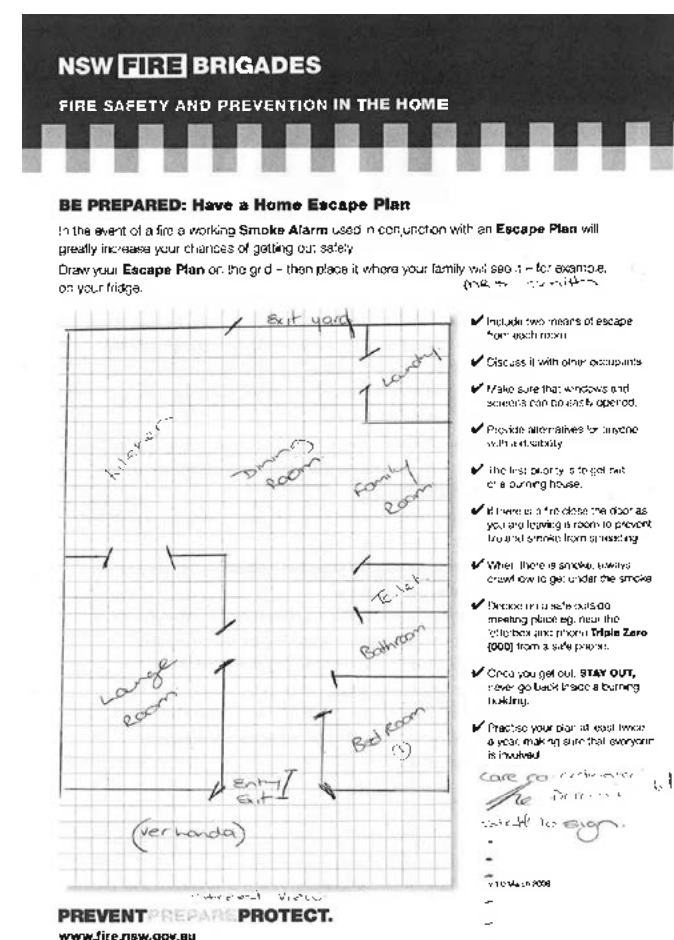 NSW FIRE BRIGADES
FIRE SAFETY AND PREVENTION IN THE HOME
BE PREPARED: Have a Home Escape Plan
In the event of a fire a working Smoke Alarm used in conjunction with an Escape Plan will
greatly increase your chances of getting out safely
Draw your Escape Plan on the grid – then place it where your family will see it – for example,
on your fridge.
Exit yard
Laundry
Kitchen
Dining
Room
Family
Room
Toilet
Bathroom
Lounge
Room
Bed Room
(1)
Entry
Exit
(verhanda)
Street View
✔ Include two means of escape
from each room
✔ Discuss it with other occupants
✔ Make sure that windows and
screens can be easily opened.
✔ Provide alternatives for anyone
with a disability
✔ The first priority is to get out
of a burning house.
✔ If there is a fire close the door as
you are leaving a room to prevent
fire and smoke from spreading
✔ When there is smoke, always
crawl low to get under the smoke
✔ Decide on a safe outside
meeting place eg. near the
letterbox and phone Triple Zero
(000) from a safe phone.
✔ Once you get out, STAY OUT,
never go back inside a burning
building.
✔ Practise your plan at least twice
a year, making sure that everyone
is involved
care
to sign.
March 2008
PREVENT PREPARE PROTECT.
www.fire.nsw.gov.au